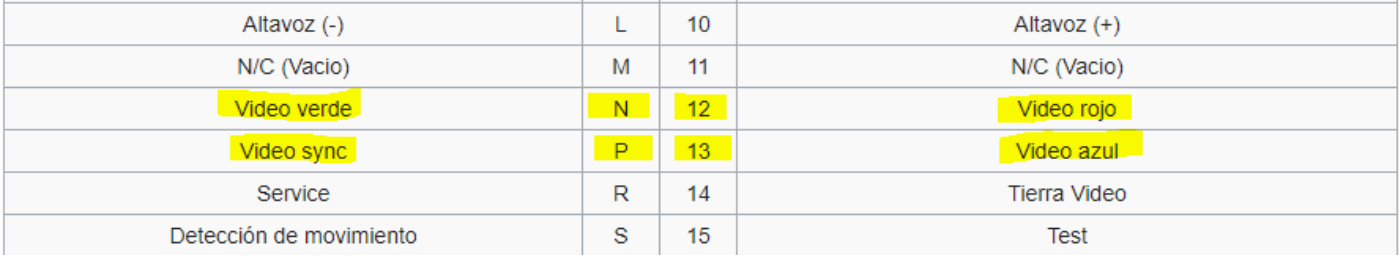 Altavoz (-) L 10 Altavoz (+)
N/C (Vacio) M 11 N/C (Vacio)
Video verde N 12 Video rojo
Video sync P 13 Video azul
Service R 14 Tierra Video
Detección de movimiento S 15 Test